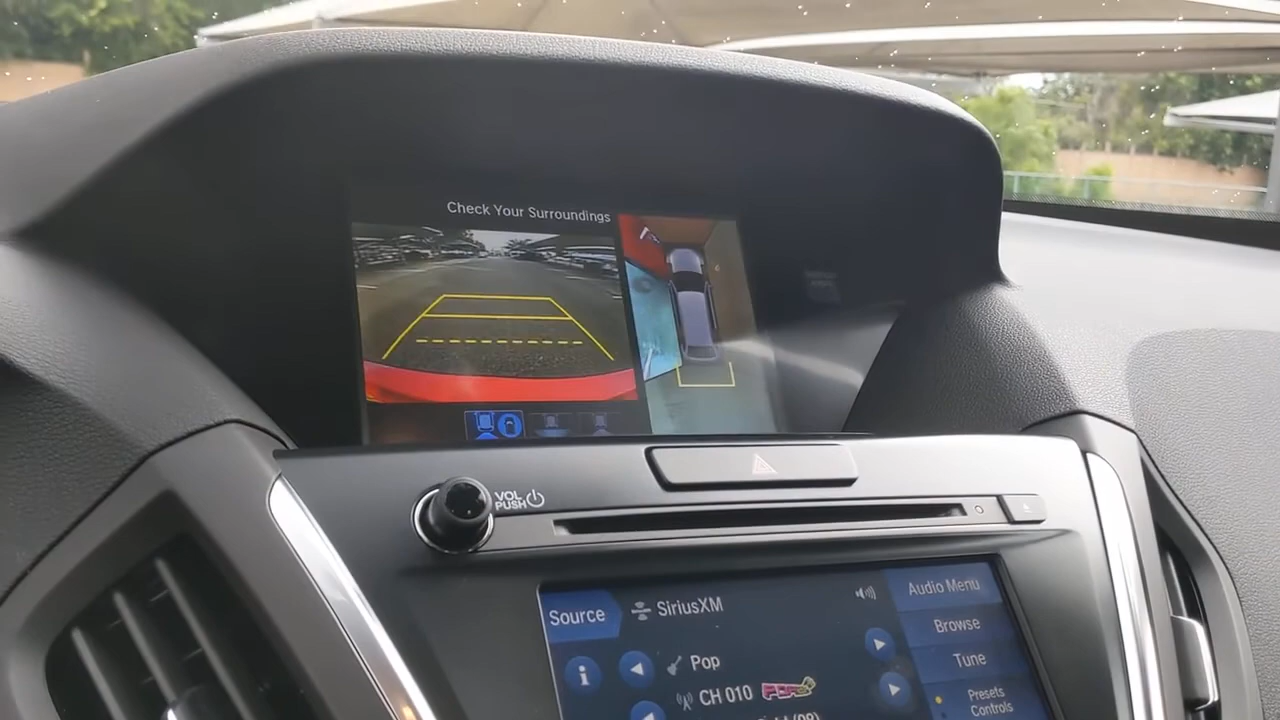 Check Your Surroundings
VOL
PUSH
Source
SiriusXM
Audio Menu
Browse
Pop
Tune
CH 010
Presets
Controls